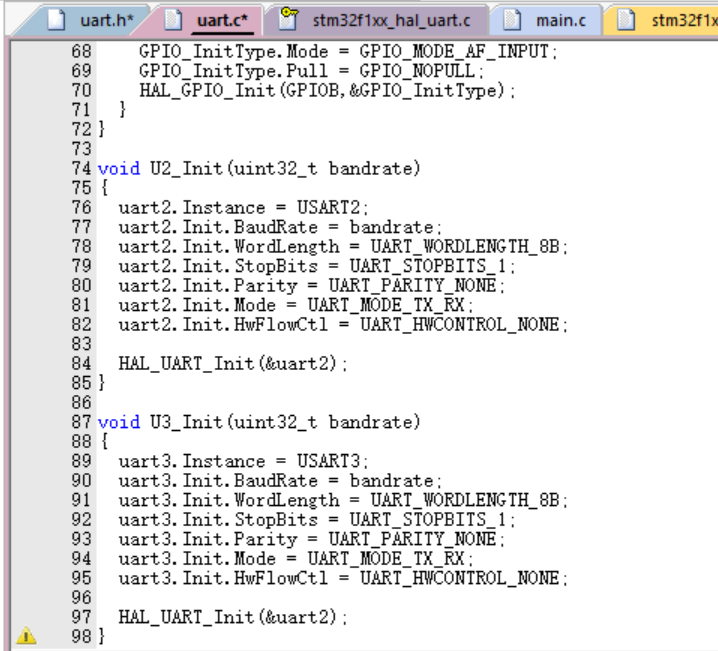 uart.h* uart.c* stm32f1xx_hal_uart.c main.c stm32f1x
68 GPIO_InitType.Mode = GPIO_MODE_AF_INPUT;
69 GPIO_InitType.Pull = GPIO_NOPULL;
70 HAL_GPIO_Init(GPIOB,&GPIO_InitType);
71 }
72 }
73
74 void U2_Init(uint32_t bandrate)
75 {
76 uart2.Instance = USART2;
77 uart2.Init.BaudRate = bandrate;
78 uart2.Init.WordLength = UART_WORDLENGTH_8B;
79 uart2.Init.StopBits = UART_STOPBITS_1;
80 uart2.Init.Parity = UART_PARITY_NONE;
81 uart2.Init.Mode = UART_MODE_TX_RX;
82 uart2.Init.HwFlowCtl = UART_HWCONTROL_NONE;
83
84 HAL_UART_Init(&uart2);
85 }
86
87 void U3_Init(uint32_t bandrate)
88 {
89 uart3.Instance = USART3;
90 uart3.Init.BaudRate = bandrate;
91 uart3.Init.WordLength = UART_WORDLENGTH_8B;
92 uart3.Init.StopBits = UART_STOPBITS_1;
93 uart3.Init.Parity = UART_PARITY_NONE;
94 uart3.Init.Mode = UART_MODE_TX_RX;
95 uart3.Init.HwFlowCtl = UART_HWCONTROL_NONE;
96
97 HAL_UART_Init(&uart2);
98 }